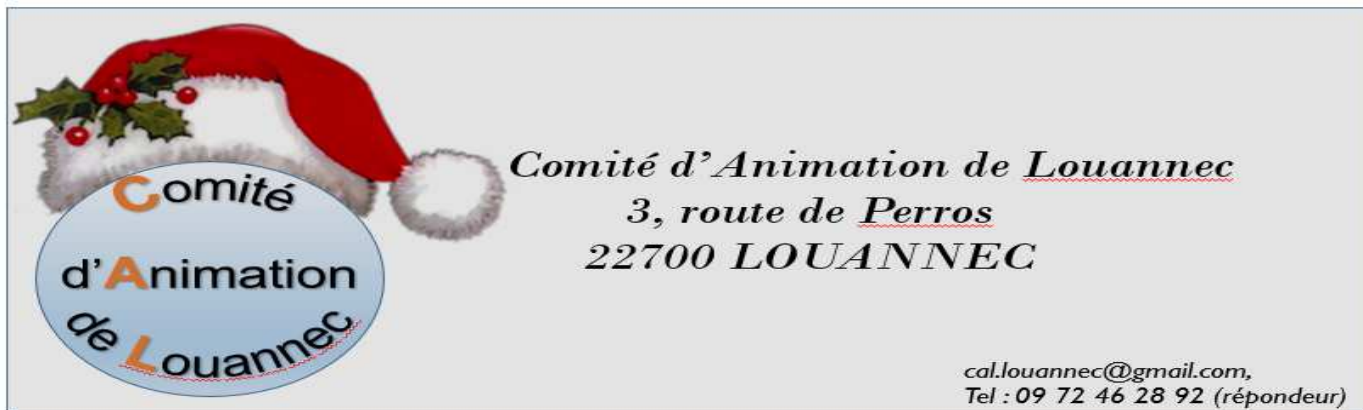 Comité
d'Animation
de Louannec
Comité d'Animation de Louannec
3, route de Perros
22700 LOUANNEC
cal.louannec@gmail.com,
Tel : 09 72 46 28 92 (répondeur)